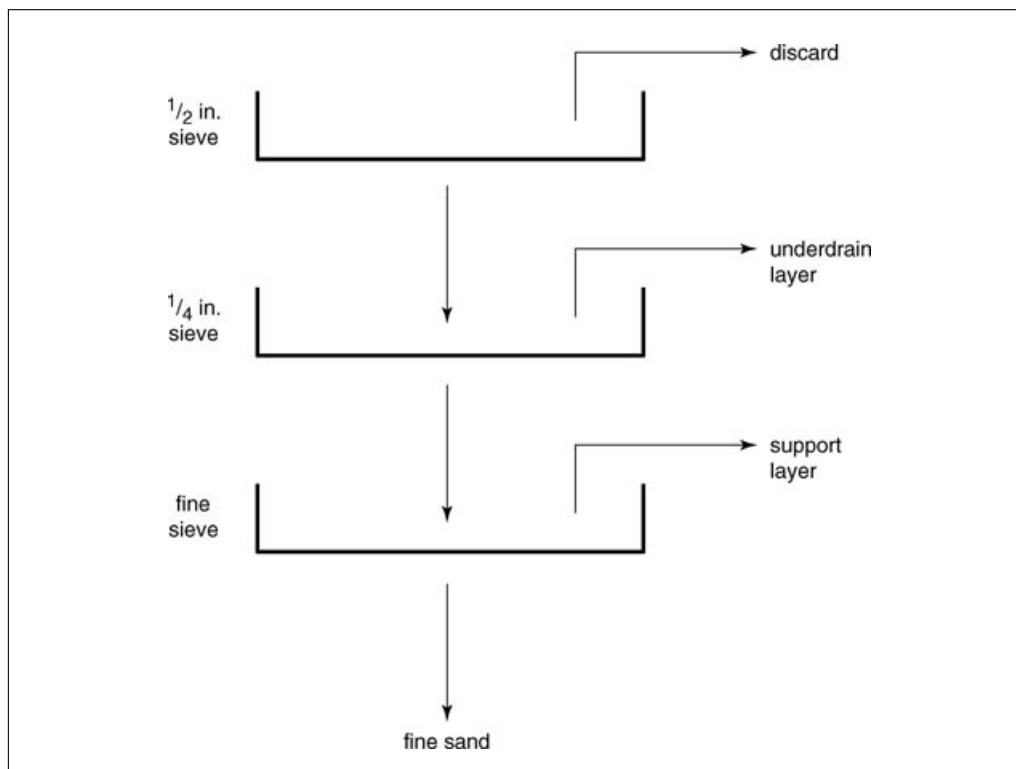 discard
1/2 in.
sieve
underdrain
layer
1/4 in.
sieve
support
layer
fine
sieve
fine sand